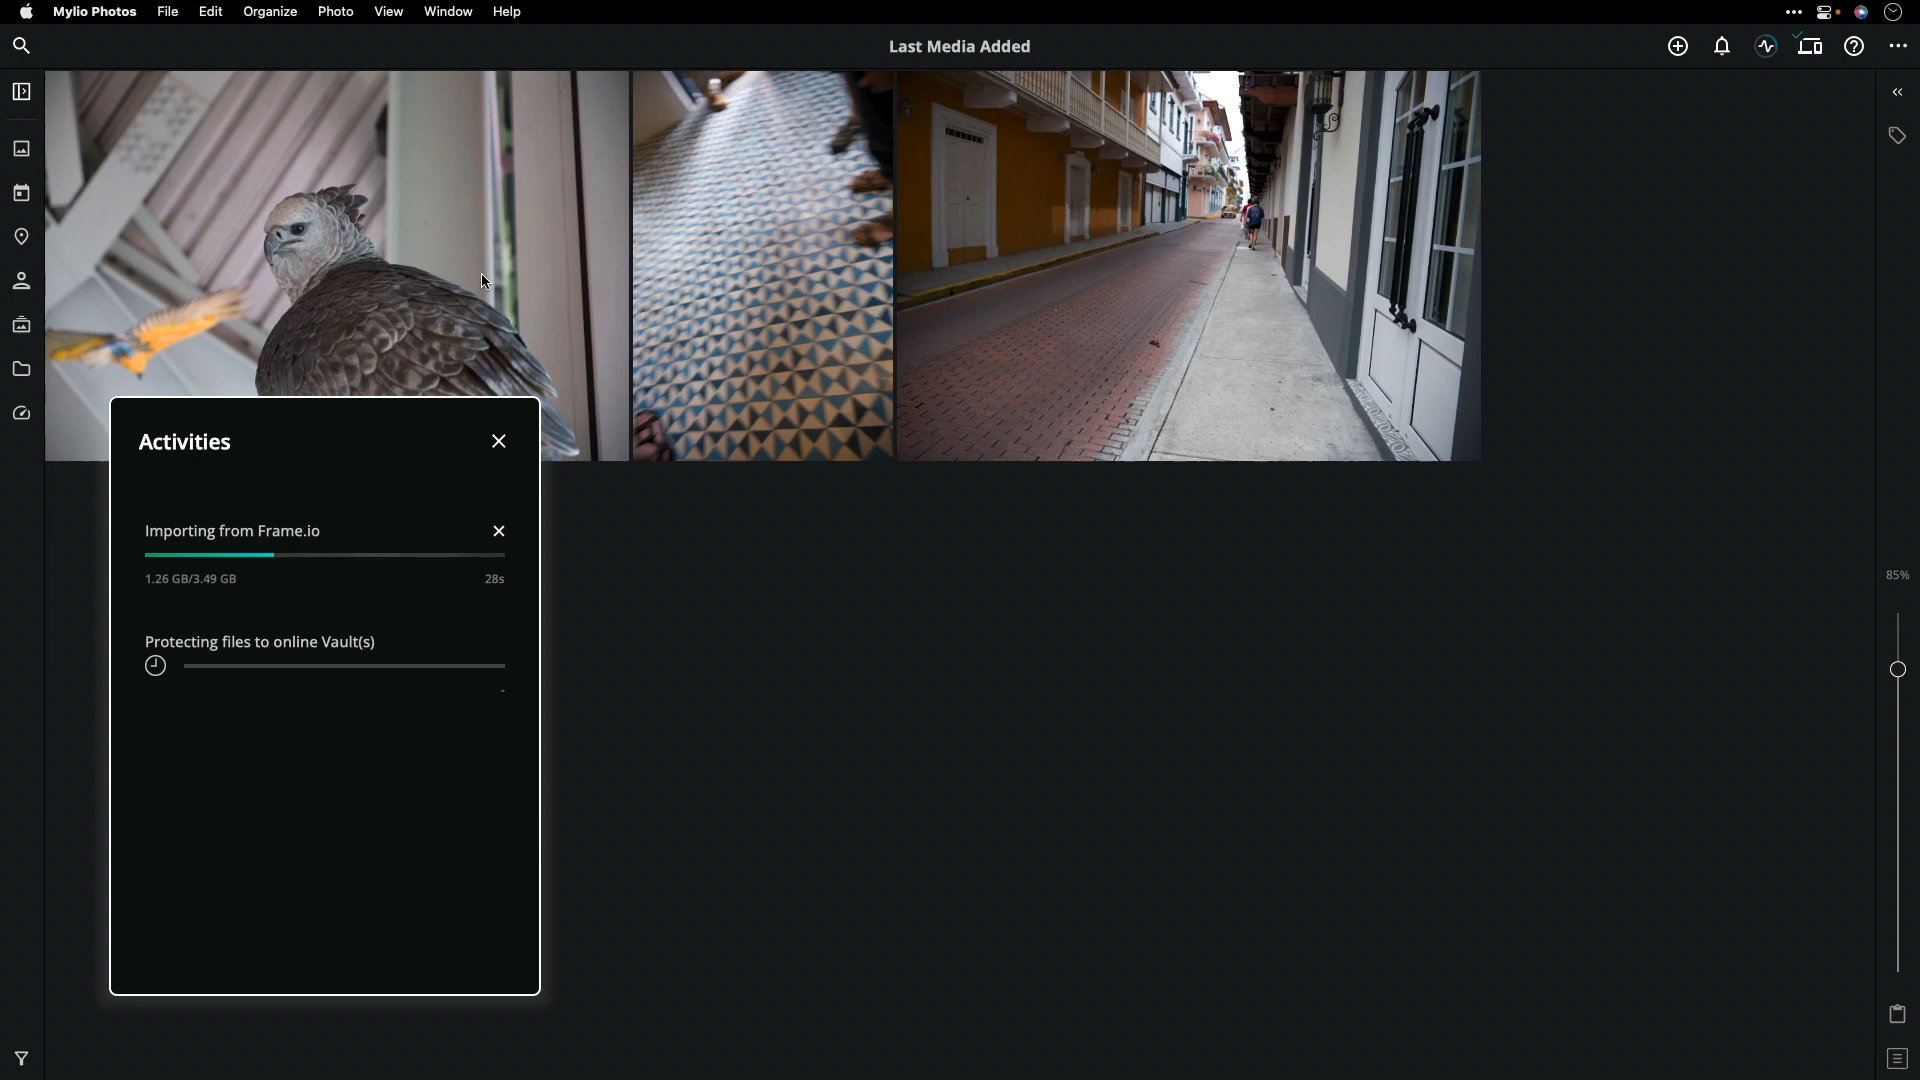 Mylio Photos File Edit Organize Photo View Window Help
Last Media Added
Activities
Importing from Frame.io
1.26 GB/3.49 GB 28s
Protecting files to online Vault(s)
-
85%